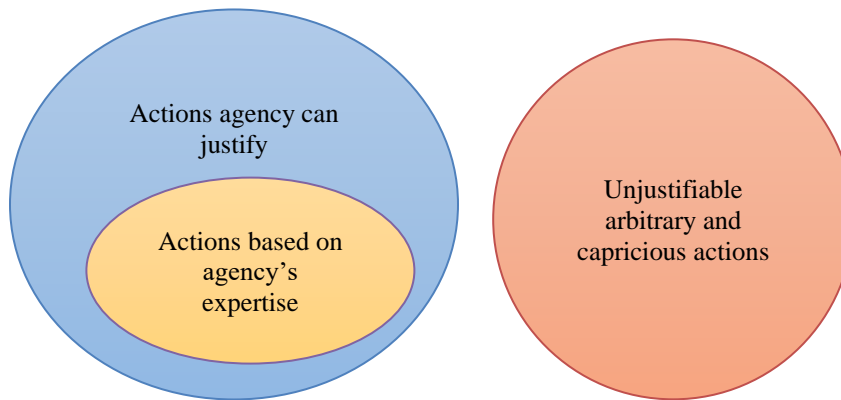 Actions agency can
justify
Actions based on
agency’s
expertise
Unjustifiable
arbitrary and
capricious actions